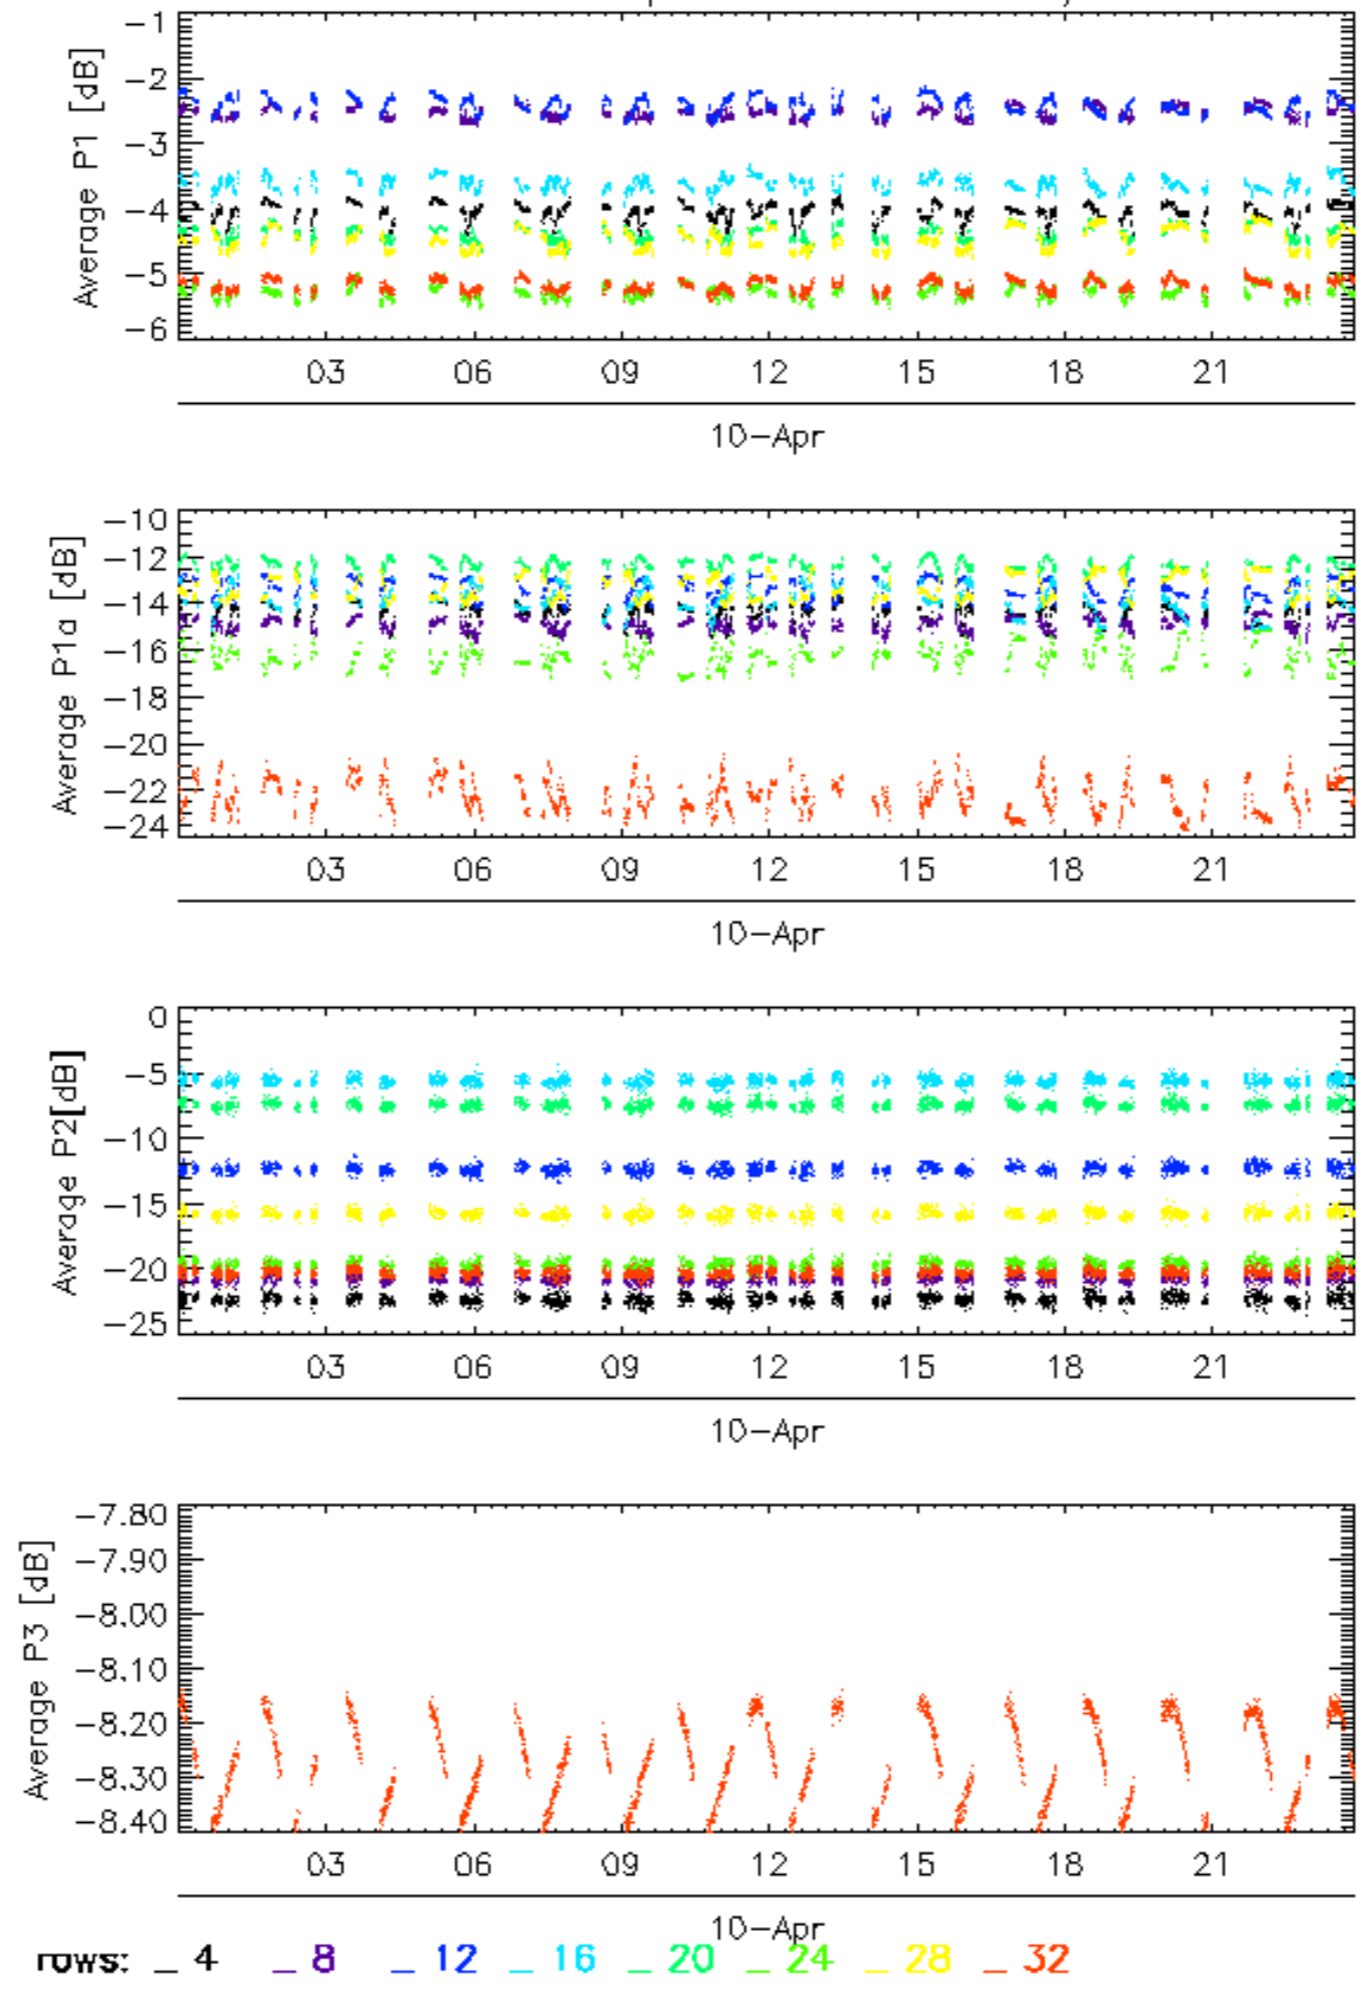 Average P1 [dB]
-1
-2
-3
-4
-5
-6
03 06 09 12 15 18 21
10-Apr
Average P1a [dB]
-10
-12
-14
-16
-18
-20
-22
-24
03 06 09 12 15 18 21
10-Apr
Average P2[dB]
0
-5
-10
-15
-20
-25
03 06 09 12 15 18 21
10-Apr
Average P3 [dB]
-7.80
-7.90
-8.00
-8.10
-8.20
-8.30
-8.40
03 06 09 12 15 18 21
10-Apr
rows: _ 4 _ 8 _ 12 _ 16 _ 20 _ 24 _ 28 _ 32